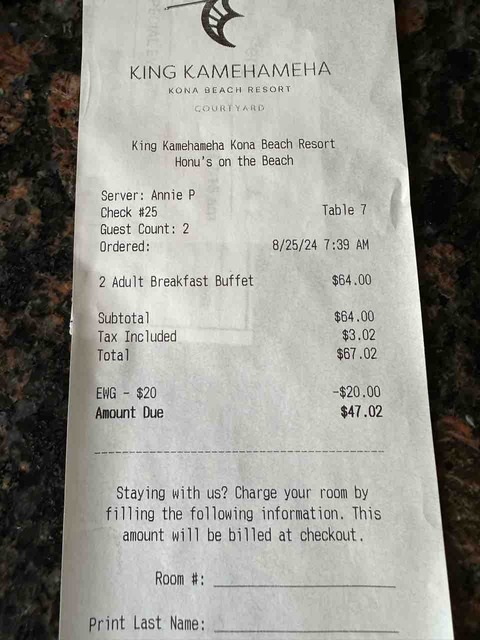 KING KAMEHAMEHA
KONA BEACH RESORT
COURTYARD
King Kamehameha Kona Beach Resort
Honu's on the Beach
Server: Annie P
Check #25 Table 7
Guest Count: 2
Ordered: 8/25/24 7:39 AM
2 Adult Breakfast Buffet $64.00
Subtotal $64.00
Tax Included $3.02
Total $67.02
EWG - $20 -$20.00
Amount Due $47.02
Staying with us? Charge your room by
filling the following information. This
amount will be billed at checkout.
Room #:
Print Last Name: